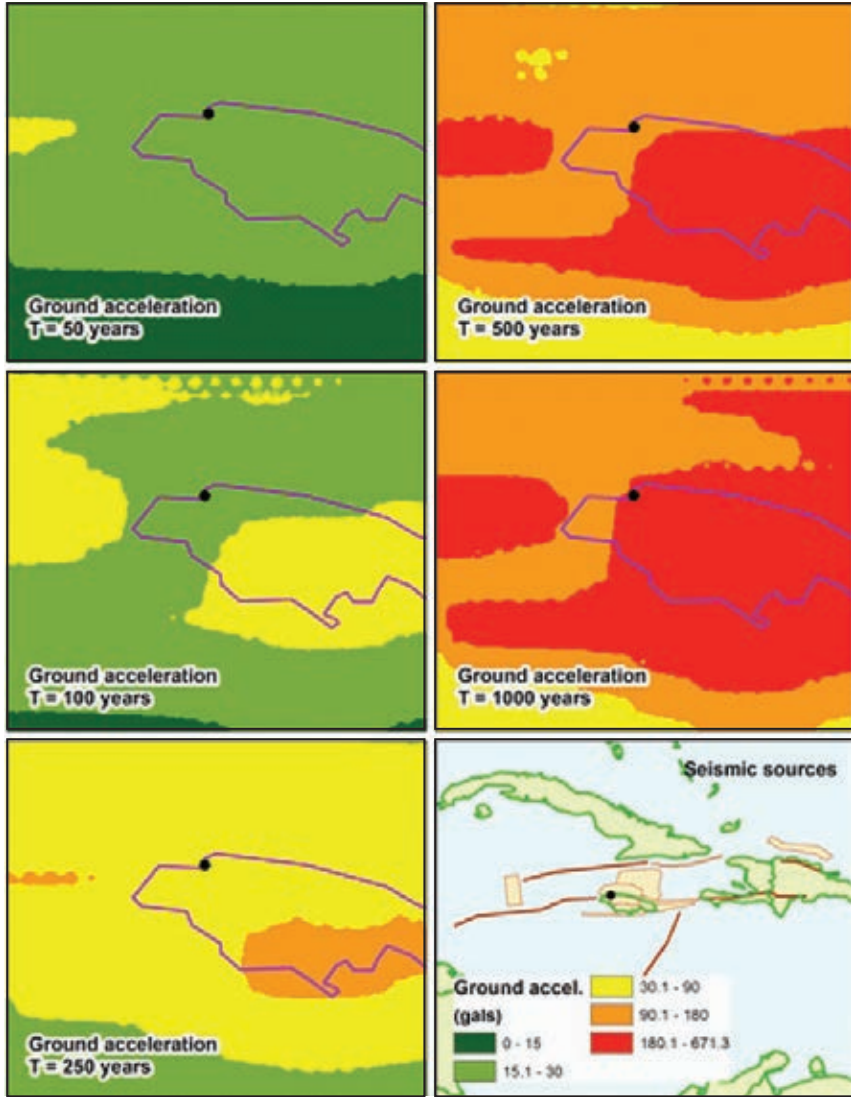 Ground acceleration
T = 50 years
Ground acceleration
T = 500 years
Ground acceleration
T = 100 years
Ground acceleration
T = 1000 years
Ground acceleration
T = 250 years
Seismic sources
Ground accel.
(gals)
0 - 15
15.1 - 30
30.1 - 90
90.1 - 180
180.1 - 671.3